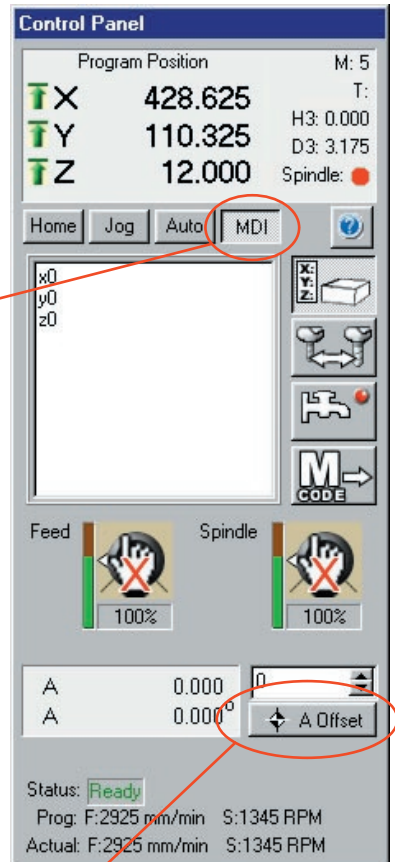 Control Panel
Program Position M: 5
X 428.625 T:
Y 110.325 H3: 0.000
Z 12.000 D3: 3.175
Spindle:
Home Jog Auto MDI
x0
y0
z0
X:
Y:
Z:
M
CODE
Feed Spindle
100% 100%
A 0.000 0
A 0.000° A Offset
Status: Ready
Prog: F:2925 mm/min S:1345 RPM
Actual: F:2925 mm/min S:1345 RPM